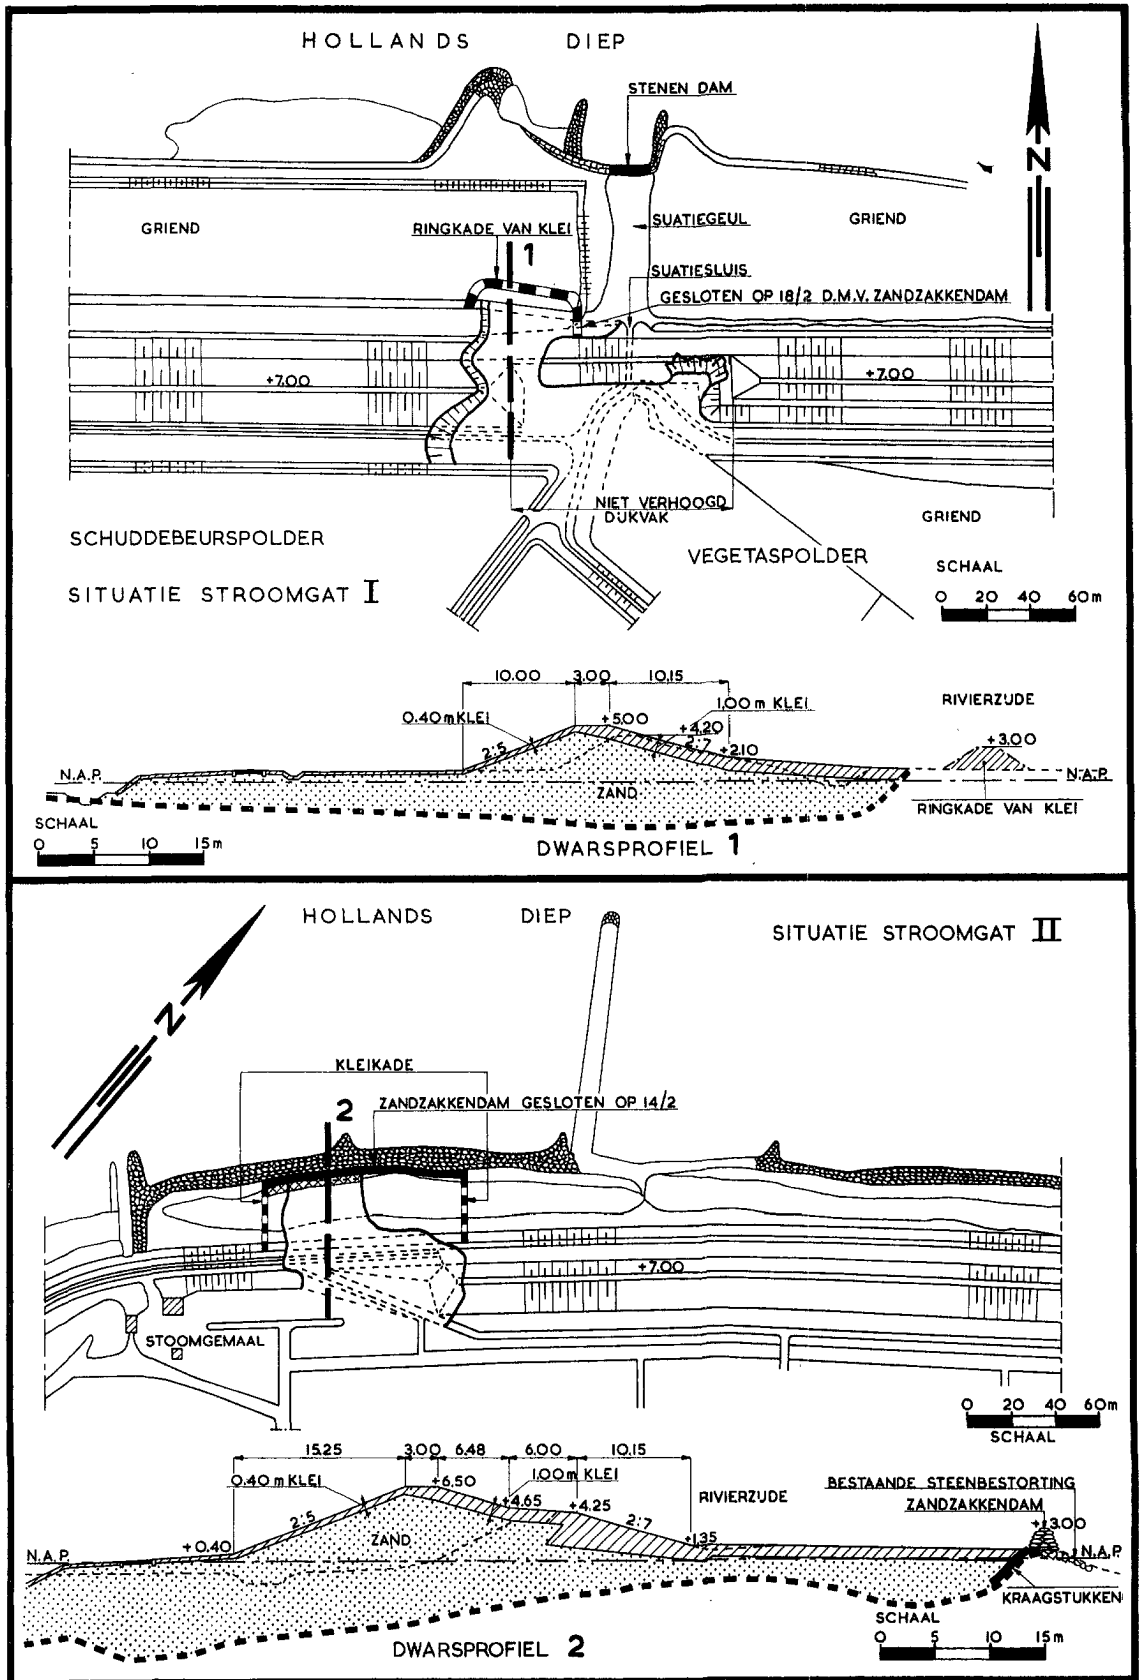 HOLLANDS DIEP
STENEN DAM
N
GRIEND
RINGKADE VAN KLEI
1
SUATIEGEUL
GRIEND
SUATIESLUIS
GESLOTEN OP 18/2 D.M.V. ZANDZAKKENDAM
+7.00
+7.00
NIET VERHOOGD
DIJKVAK
GRIEND
SCHUDDEBEURSPOLDER
VEGETASPOLDER
SCHAAL
0 20 40 60m
SITUATIE STROOMGAT I
10.00 3.00 10.15
RIVIERZIJDE
0.40m KLEI
+5.00
1.00m KLEI
+4.20
+3.00
2:5
2:7
+2.10
N.A.P.
N.A.P.
ZAND
RINGKADE VAN KLEI
SCHAAL
0 5 10 15m
DWARSPROFIEL 1
HOLLANDS DIEP
SITUATIE STROOMGAT II
N
KLEIKADE
2
ZANDZAKKENDAM GESLOTEN OP 14/2
+7.00
STOOMGEMAAL
0 20 40 60m
SCHAAL
15.25 3.00 6.48 6.00 10.15
0.40m KLEI
+6.50
1.00m KLEI
RIVIERZIJDE
BESTAANDE STEENBESTORTING
ZANDZAKKENDAM
+4.65
+4.25
+3.00
2:5
2:7
ZAND
+1.35
+0.40
N.A.P.
N.A.P.
KRAAGSTUKKEN
SCHAAL
0 5 10 15m
DWARSPROFIEL 2